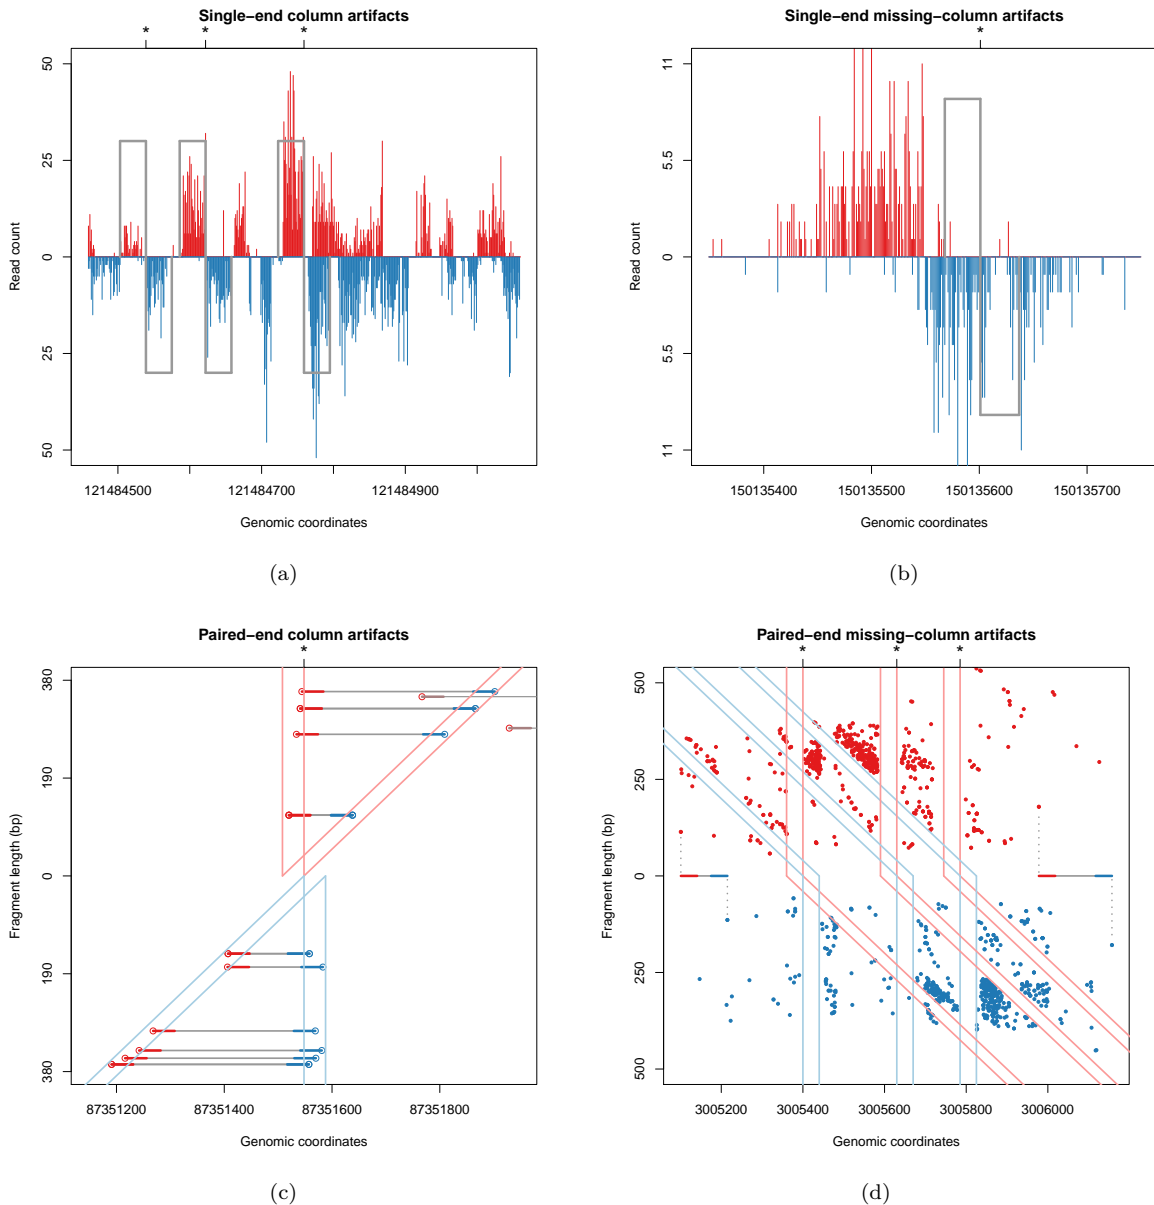 Single−end column artifacts
* * *
Read count
50
25
0
25
50
121484500 121484700 121484900
Genomic coordinates
(a)
Single−end missing−column artifacts
*
Read count
11
5.5
0
5.5
11
150135400 150135500 150135600 150135700
Genomic coordinates
(b)
Paired−end column artifacts
*
Fragment length (bp)
380
190
0
190
380
87351200 87351400 87351600 87351800
Genomic coordinates
(c)
Paired−end missing−column artifacts
* * *
Fragment length (bp)
500
250
0
250
500
3005200 3005400 3005600 3005800 3006000
Genomic coordinates
(d)